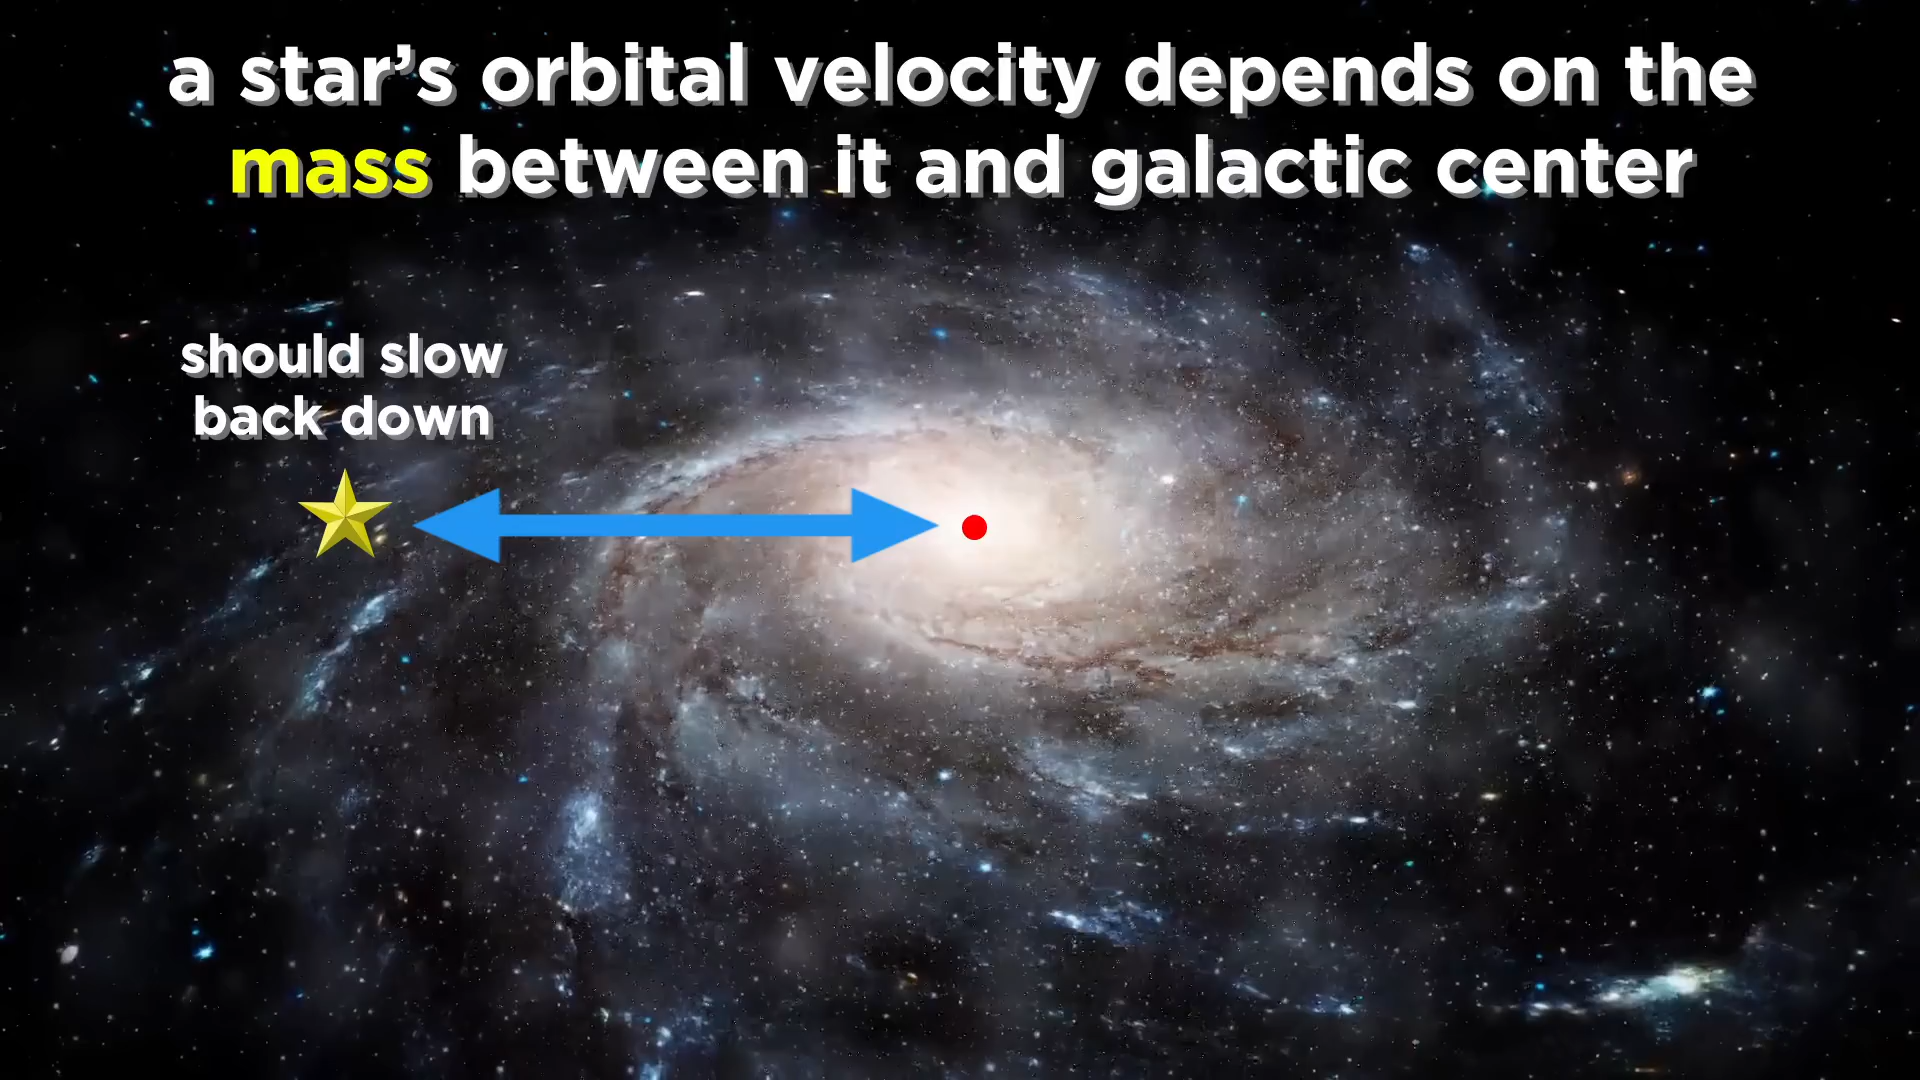 a star’s orbital velocity depends on the
mass between it and galactic center
should slow
back down